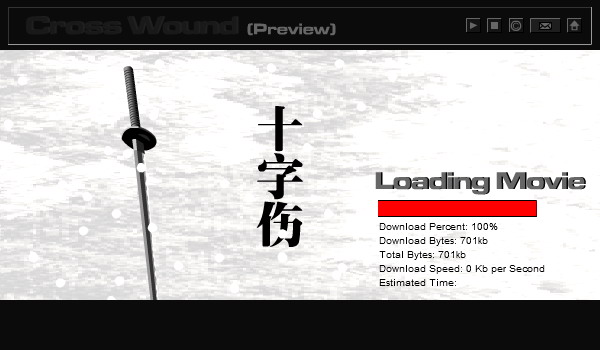 Cross Wound (Preview)
十字伤
Loading Movie
Download Percent: 100%
Download Bytes: 701kb
Total Bytes: 701kb
Download Speed: 0 Kb per Second
Estimated Time: